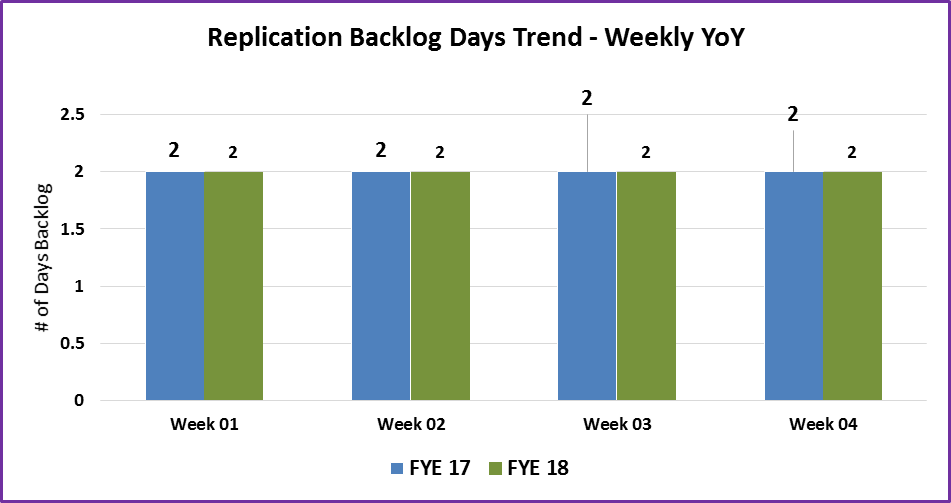 Replication Backlog Days Trend - Weekly YoY
2
2
2.5
2 2 2 2 2 2
2
1.5
1
0.5
0
# of Days Backlog
Week 01 Week 02 Week 03 Week 04
FYE 17 FYE 18